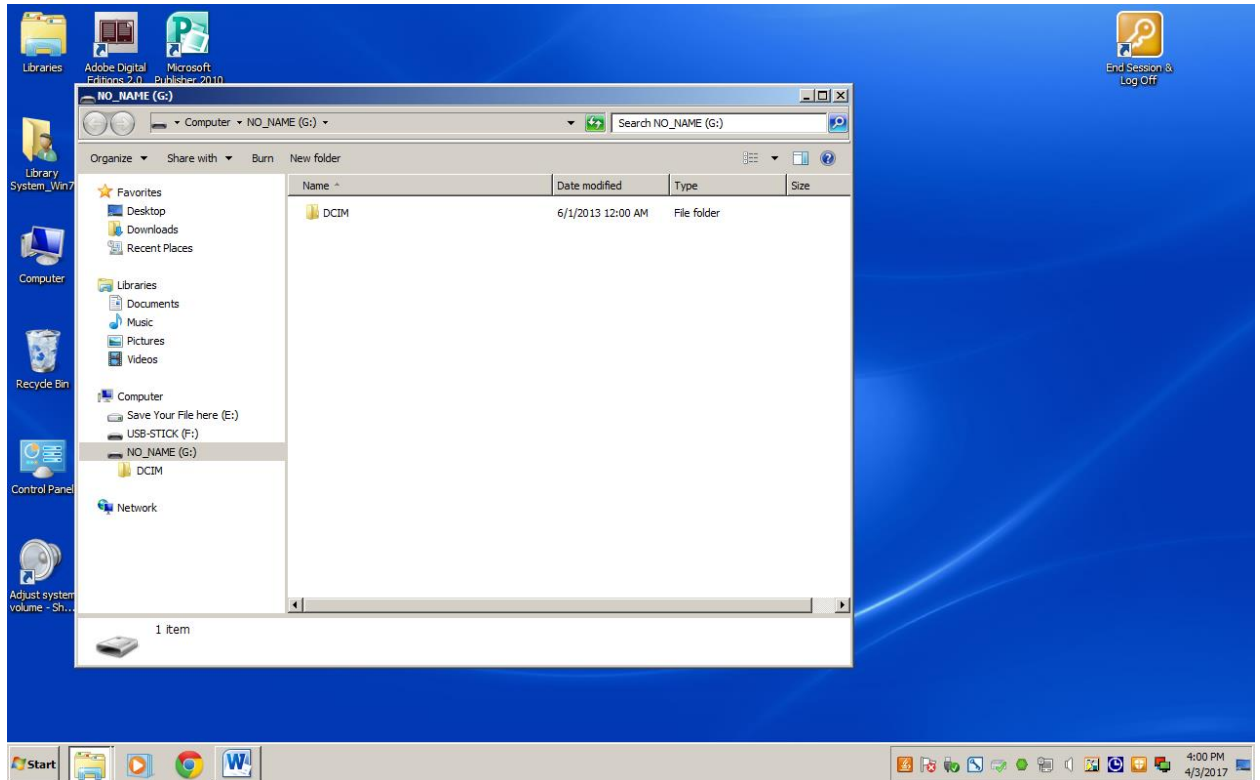 Libraries
Adobe Digital
Editions 2.0
Microsoft
Publisher 2010
End Session &
Log Off
Library
System_Win7
Computer
Recycle Bin
Control Panel
Adjust system
volume - Sh...
NO_NAME (G:)
Computer NO_NAME (G:)
Search NO_NAME (G:)
Organize Share with Burn New folder
Name Date modified Type Size
DCIM 6/1/2013 12:00 AM File folder
Favorites
Desktop
Downloads
Recent Places
Libraries
Documents
Music
Pictures
Videos
Computer
Save Your File here (E:)
USB-STICK (F:)
NO_NAME (G:)
DCIM
Network
1 item
Start
4:00 PM
4/3/2017